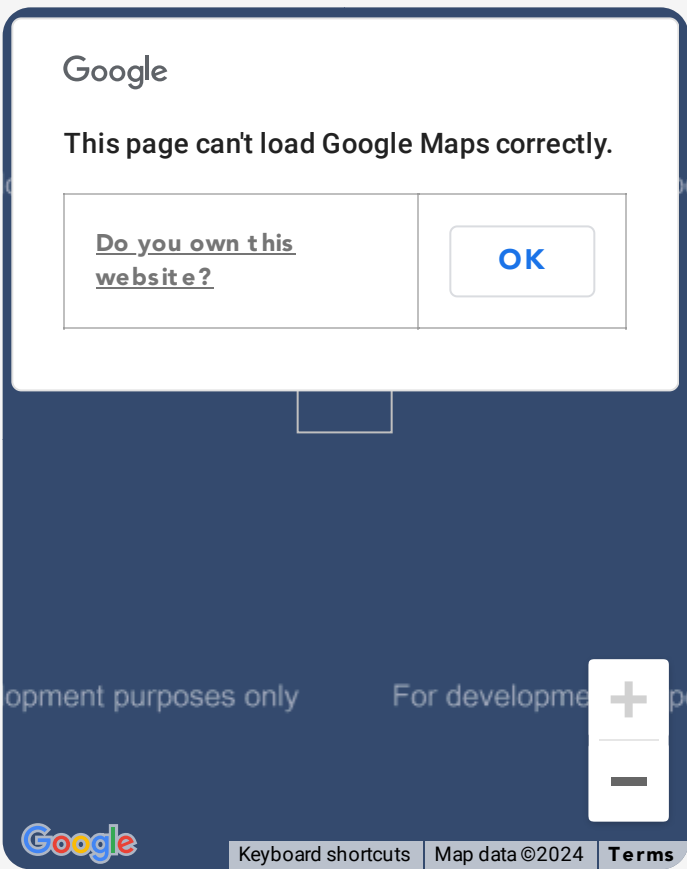 Google
This page can't load Google Maps correctly.
Do you own this
website?
OK
opment purposes only
For developme
Google
Keyboard shortcuts
Map data ©2024
Terms